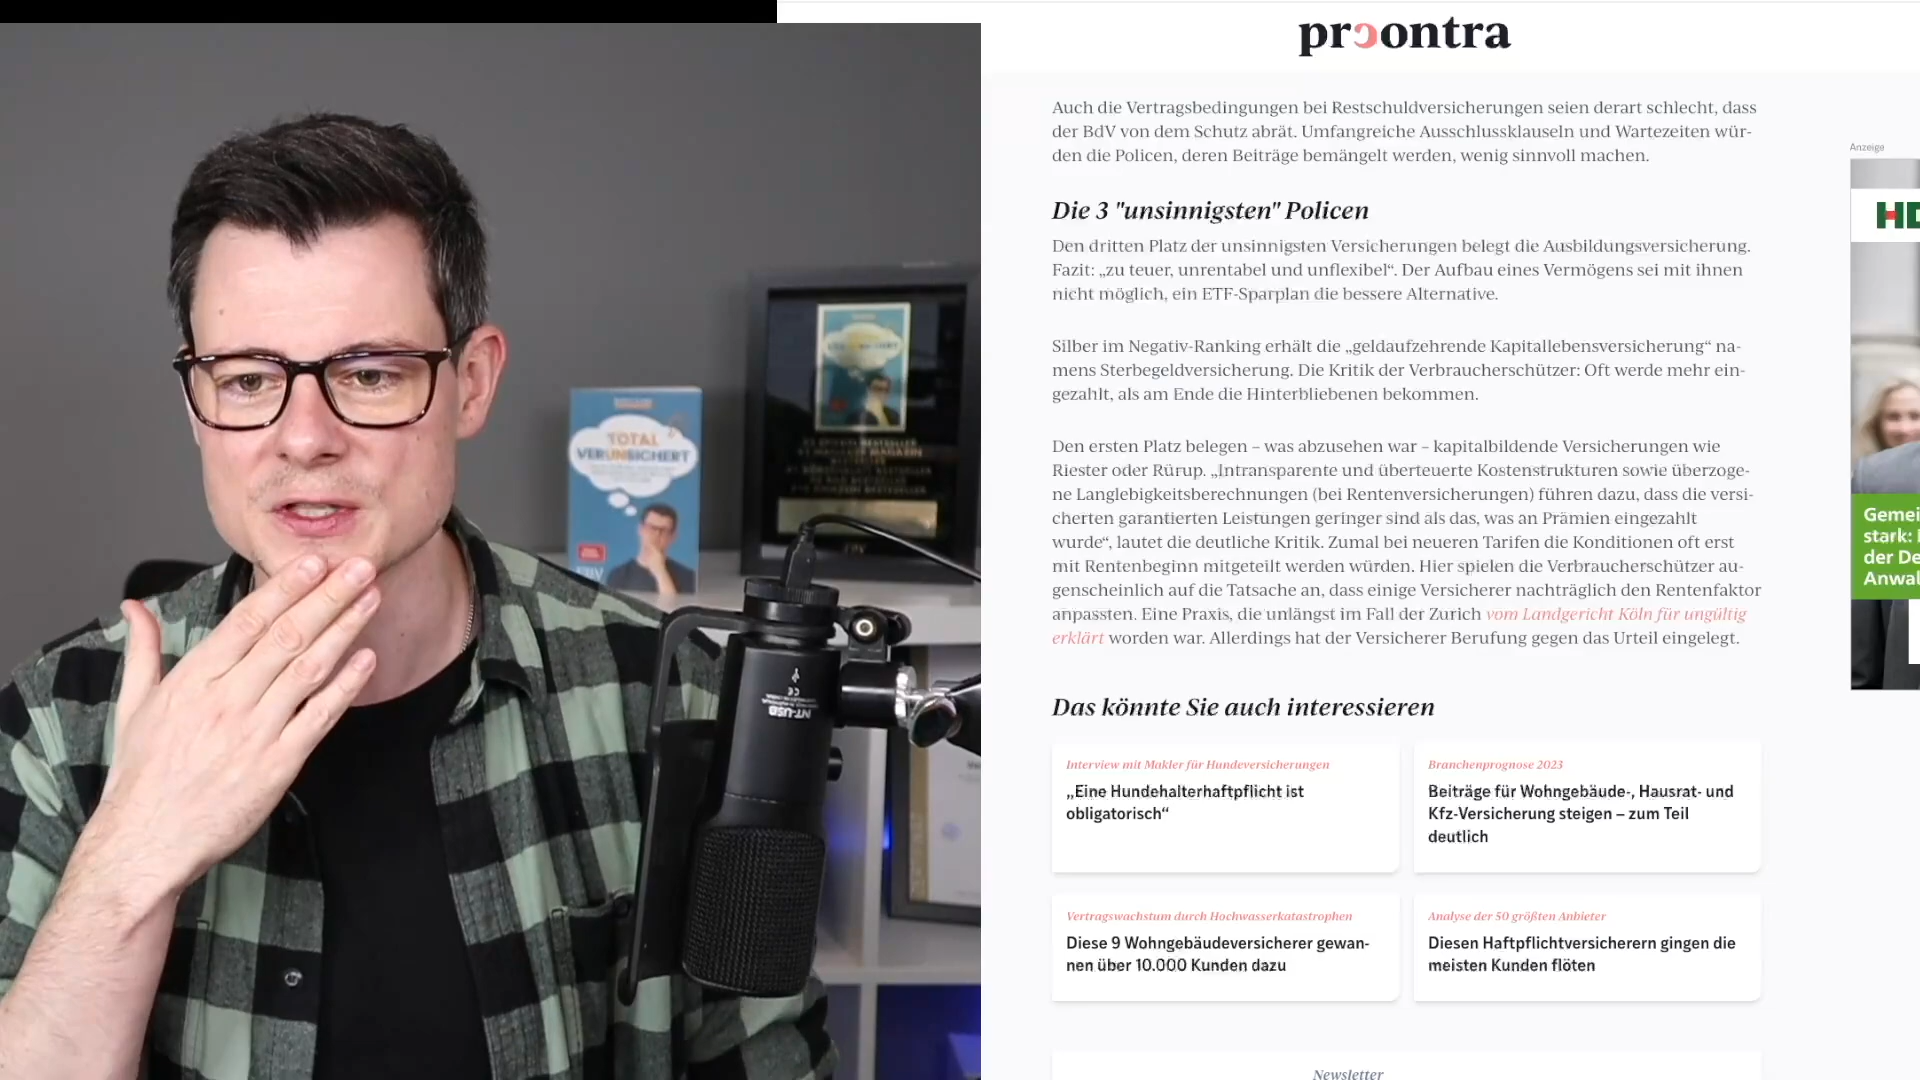 procontra
Auch die Vertragsbedingungen bei Restschuldversicherungen seien derart schlecht, dass
der BdV von dem Schutz abrät. Umfangreiche Ausschlussklauseln und Wartezeiten wür-
den die Policen, deren Beiträge bemängelt werden, wenig sinnvoll machen.
Die 3 "unsinnigsten" Policen
Den dritten Platz der unsinnigsten Versicherungen belegt die Ausbildungsversicherung.
Fazit: „zu teuer, unrentabel und unflexibel“. Der Aufbau eines Vermögens sei mit ihnen
nicht möglich, ein ETF-Sparplan die bessere Alternative.
Silber im Negativ-Ranking erhält die „geldaufzehrende Kapitallebensversicherung“ na-
mens Sterbegeldversicherung. Die Kritik der Verbraucherschützer: Oft werde mehr ein-
gezahlt, als am Ende die Hinterbliebenen bekommen.
Den ersten Platz belegen – was abzusehen war – kapitalbildende Versicherungen wie
Riester oder Rürup. „Intransparente und überteuerte Kostenstrukturen sowie überzoge-
ne Langlebigkeitsberechnungen (bei Rentenversicherungen) führen dazu, dass die versi-
cherten garantierten Leistungen geringer sind als das, was an Prämien eingezahlt
wurde“, lautet die deutliche Kritik. Zumal bei neueren Tarifen die Konditionen oft erst
mit Rentenbeginn mitgeteilt werden würden. Hier spielen die Verbraucherschützer au-
genscheinlich auf die Tatsache an, dass einige Versicherer nachträglich den Rentenfaktor
anpassten. Eine Praxis, die unlängst im Fall der Zurich vom Landgericht Köln für ungültig
erklärt worden war. Allerdings hat der Versicherer Berufung gegen das Urteil eingelegt.
Das könnte Sie auch interessieren
Interview mit Makler für Hundeversicherungen
„Eine Hundehalterhaftpflicht ist
obligatorisch“
Branchenprognose 2023
Beiträge für Wohngebäude-, Hausrat- und
Kfz-Versicherung steigen – zum Teil
deutlich
Vertragswachstum durch Hochwasserkatastrophen
Diese 9 Wohngebäudeversicherer gewan-
nen über 10.000 Kunden dazu
Analyse der 50 größten Anbieter
Diesen Haftpflichtversicherern gingen die
meisten Kunden flöten
Newsletter
Anzeige
HD
Gemei
stark:
der De
Anwal
TOTAL
VERUNSICHERT
FBV
NT-USB
CE